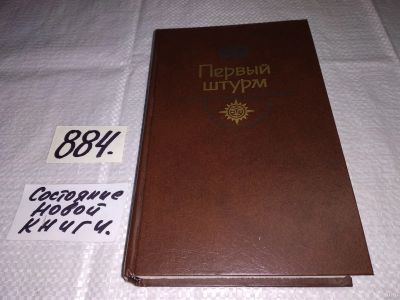 Первый
штурм
884.
Состояние
новой
книги.